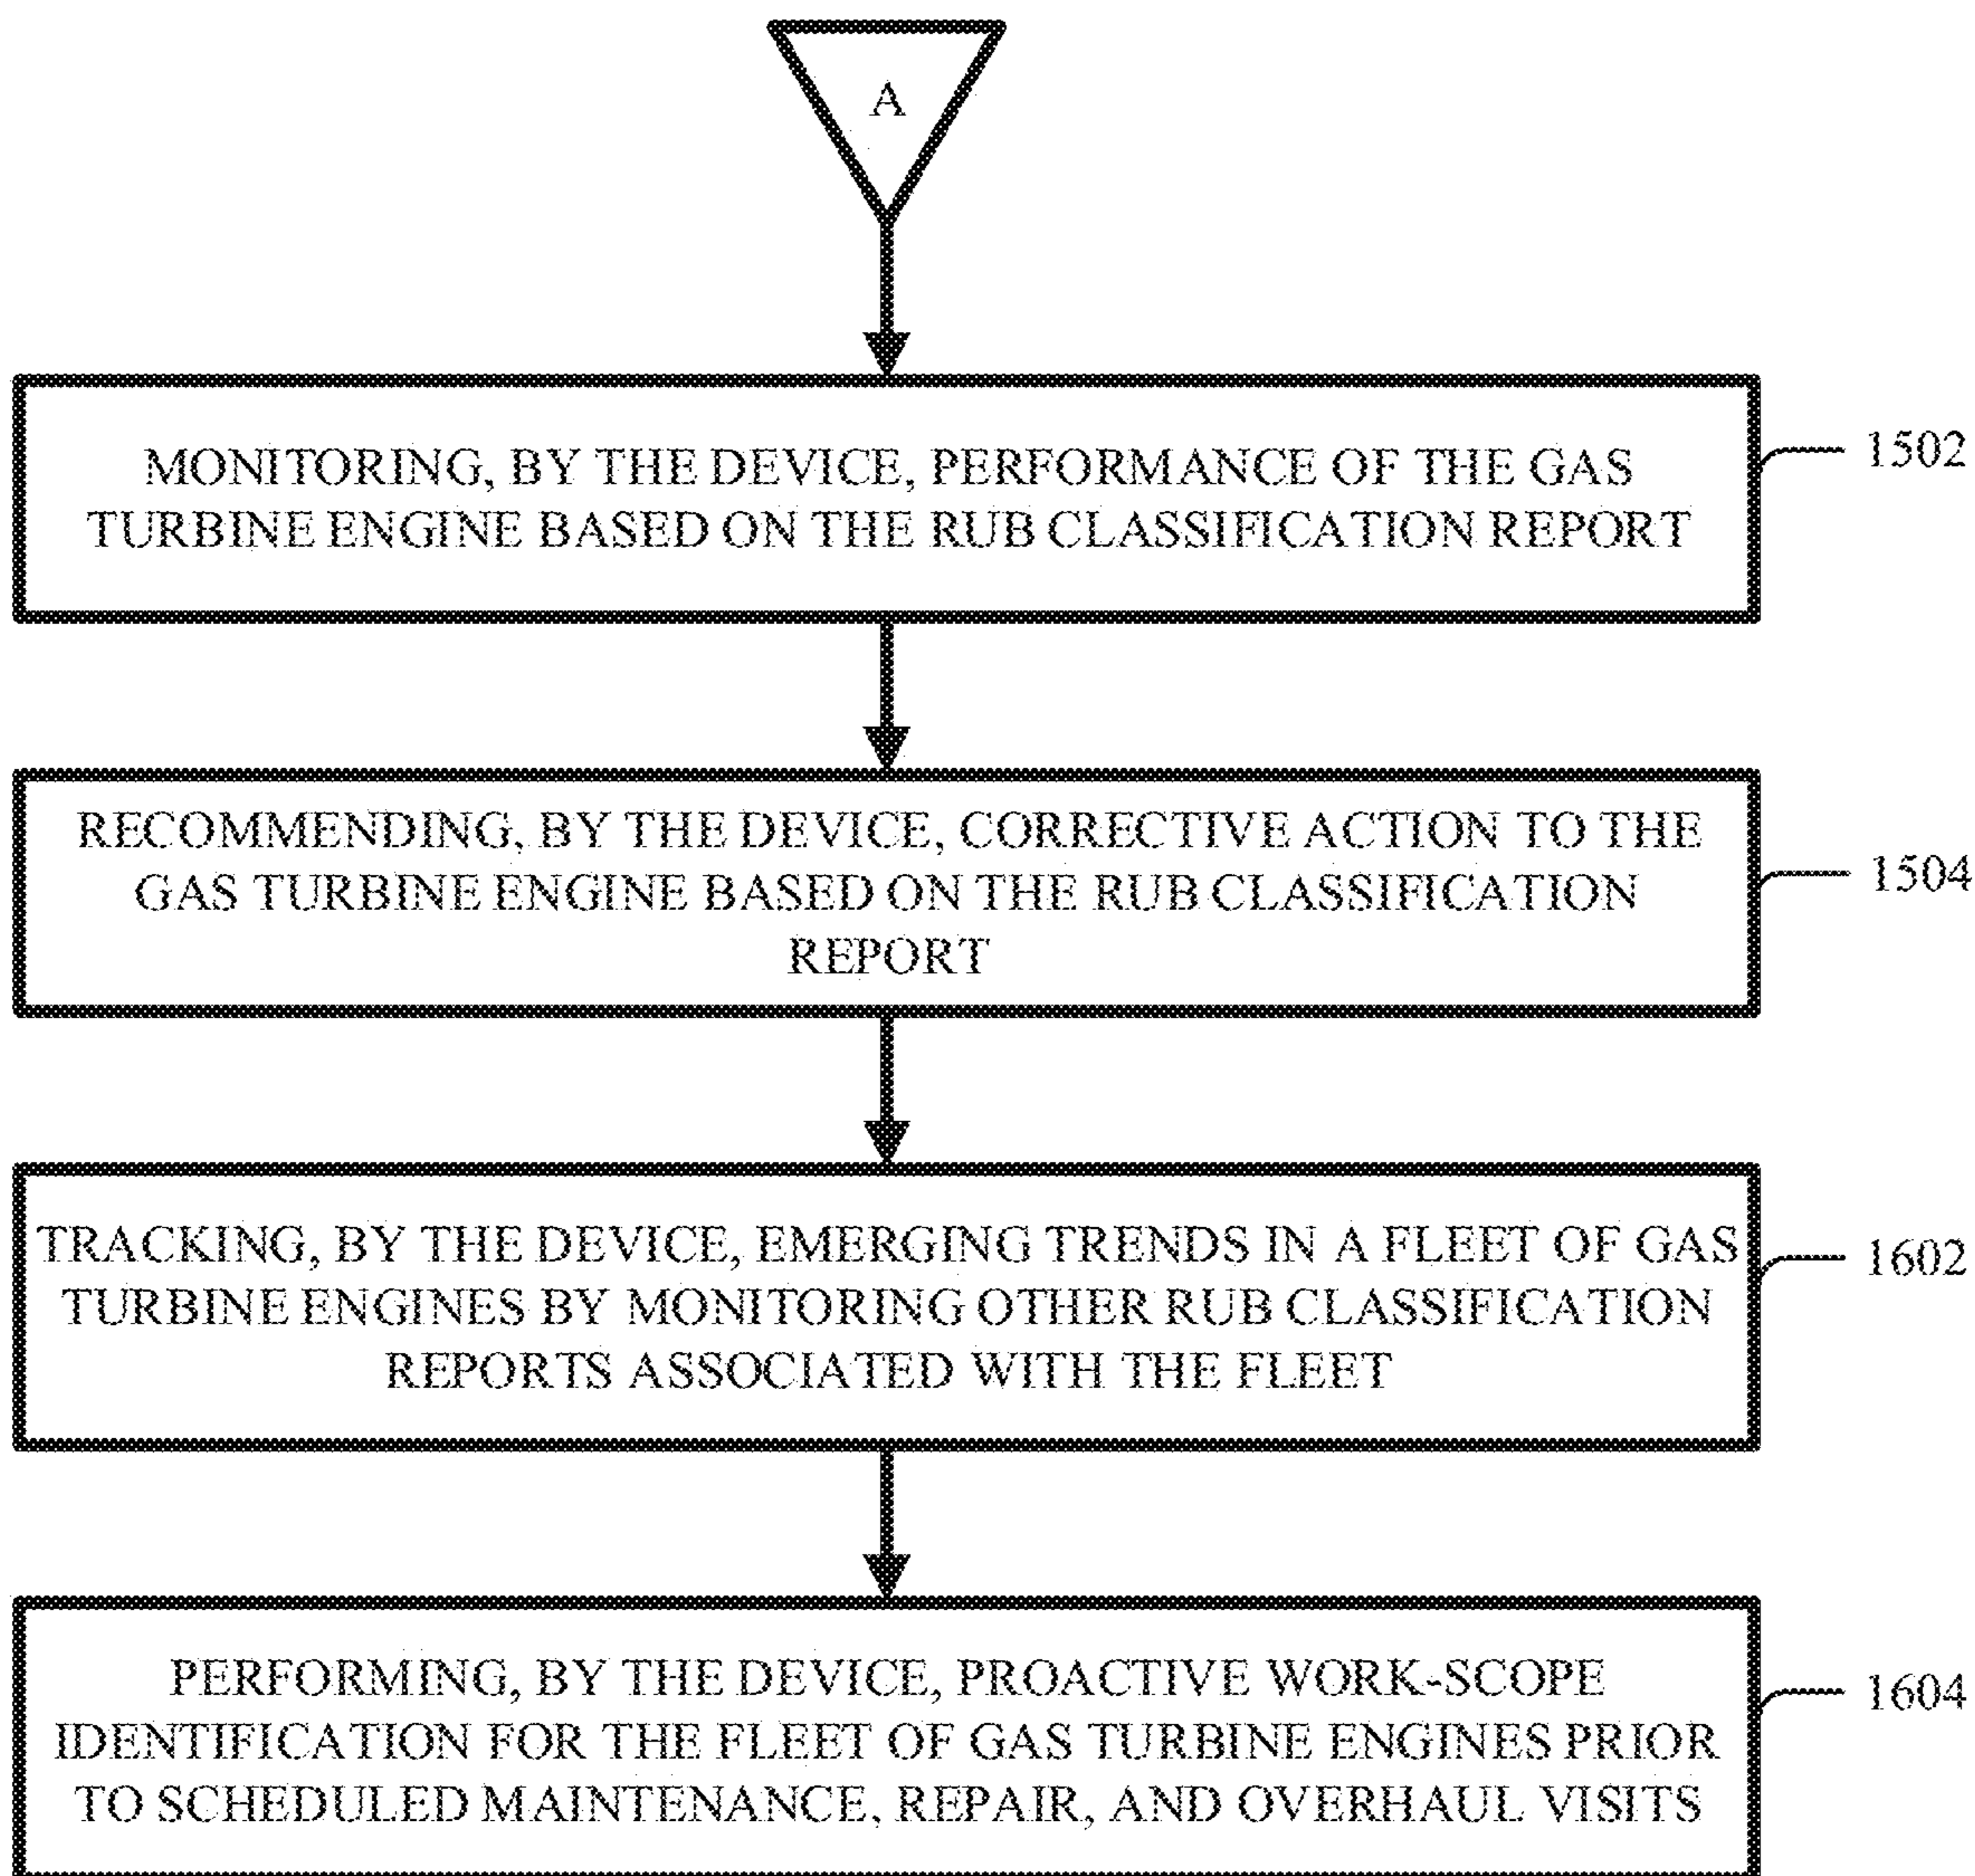 A
MONITORING, BY THE DEVICE, PERFORMANCE OF THE GAS
TURBINE ENGINE BASED ON THE RUB CLASSIFICATION REPORT
1502
RECOMMENDING, BY THE DEVICE, CORRECTIVE ACTION TO THE
GAS TURBINE ENGINE BASED ON THE RUB CLASSIFICATION
REPORT
1504
TRACKING, BY THE DEVICE, EMERGING TRENDS IN A FLEET OF GAS
TURBINE ENGINES BY MONITORING OTHER RUB CLASSIFICATION
REPORTS ASSOCIATED WITH THE FLEET
1602
PERFORMING, BY THE DEVICE, PROACTIVE WORK-SCOPE
IDENTIFICATION FOR THE FLEET OF GAS TURBINE ENGINES PRIOR
TO SCHEDULED MAINTENANCE, REPAIR, AND OVERHAUL VISITS
1604